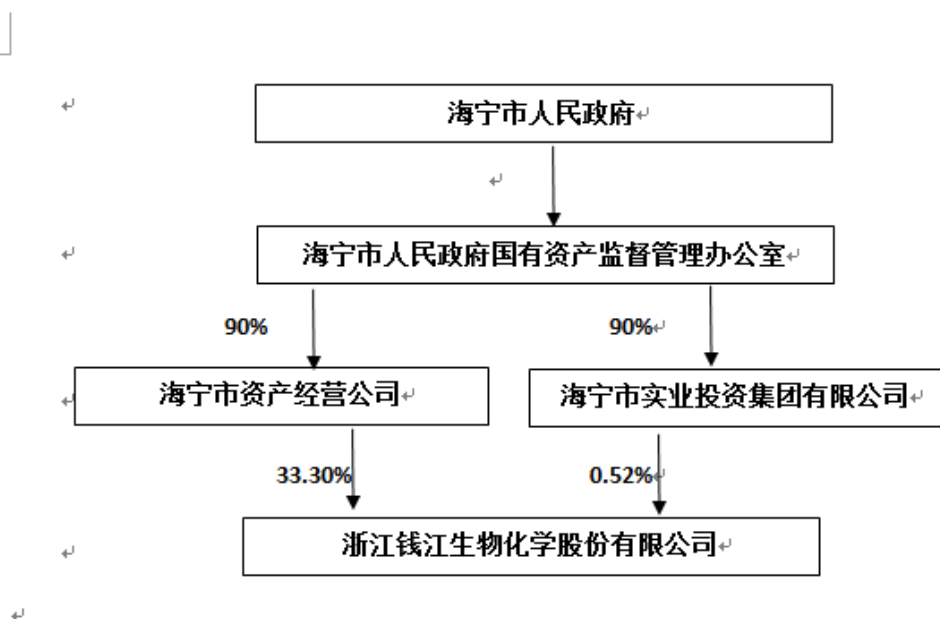 海宁市人民政府
海宁市人民政府国有资产监督管理办公室
90%
90%
海宁市资产经营公司
海宁市实业投资集团有限公司
33.30%
0.52%
浙江钱江生物化学股份有限公司